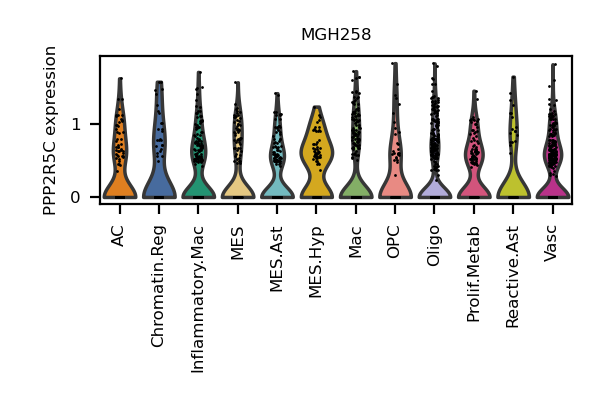 MGH258
PPP2R5C expression
1
0
AC
Chromatin.Reg
Inflammatory.Mac
MES
MES.Ast
MES.Hyp
Mac
OPC
Oligo
Prolif.Metab
Reactive.Ast
Vasc